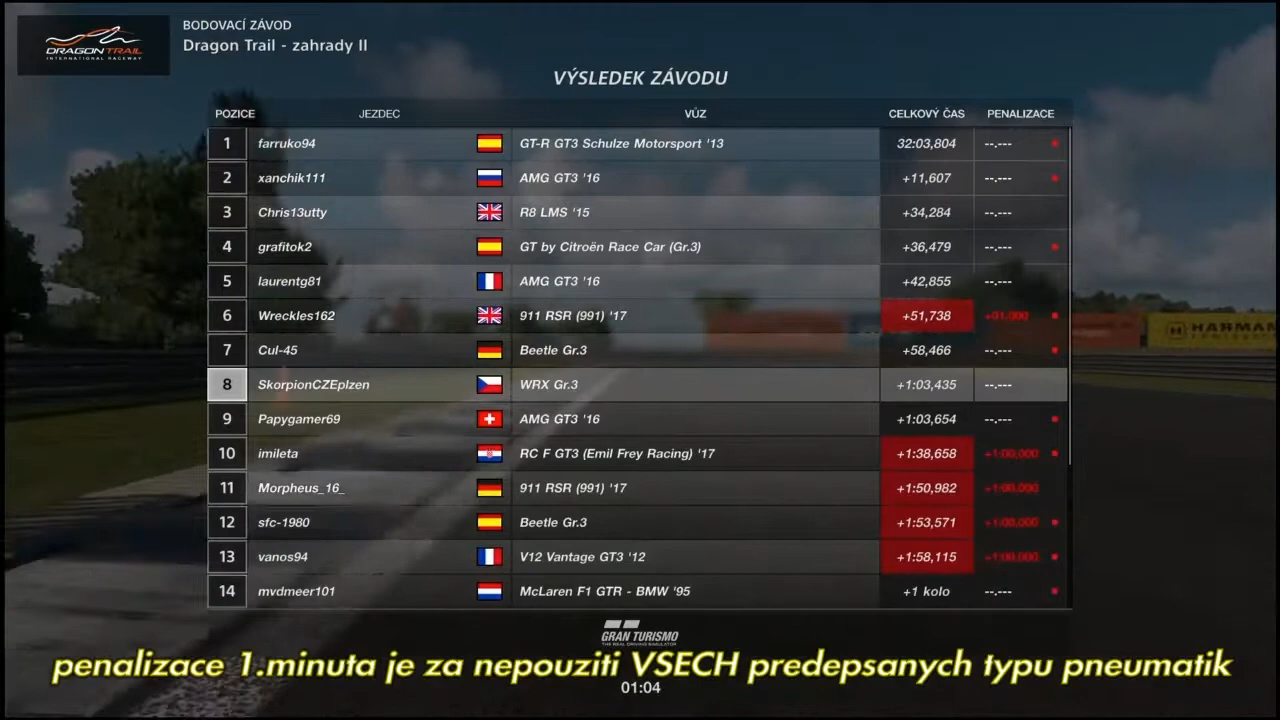 BODOVACÍ ZÁVOD
Dragon Trail - zahrady II
DRAGON TRAIL
INTERNATIONAL RACEWAY
VÝSLEDEK ZÁVODU
POZICE JEZDEC VŮZ CELKOVÝ ČAS PENALIZACE
1 farruko94 GT-R GT3 Schulze Motorsport '13 32:03,804 --.---
2 xanchik111 AMG GT3 '16 +11,607 --.---
3 Chris13utty R8 LMS '15 +34,284 --.---
4 grafitok2 GT by Citroën Race Car (Gr.3) +36,479 --.---
5 laurentg81 AMG GT3 '16 +42,855 --.---
6 Wreckles162 911 RSR (991) '17 +51,738 +01.000
7 Cul-45 Beetle Gr.3 +58,466 --.---
8 SkorpionCZEplzen WRX Gr.3 +1:03,435 --.---
9 Papygamer69 AMG GT3 '16 +1:03,654 --.---
10 imileta RC F GT3 (Emil Frey Racing) '17 +1:38,658 +1:00,000
11 Morpheus_16_ 911 RSR (991) '17 +1:50,982 +1:00,000
12 sfc-1980 Beetle Gr.3 +1:53,571 +1:00,000
13 vanos94 V12 Vantage GT3 '12 +1:58,115 +1:00,000
14 mvdmeer101 McLaren F1 GTR - BMW '95 +1 kolo --.---
HARMAN
GRAN TURISMO
THE REAL DRIVING SIMULATOR
penalizace 1.minuta je za nepouziti VSECH predepsanych typu pneumatik
01:04